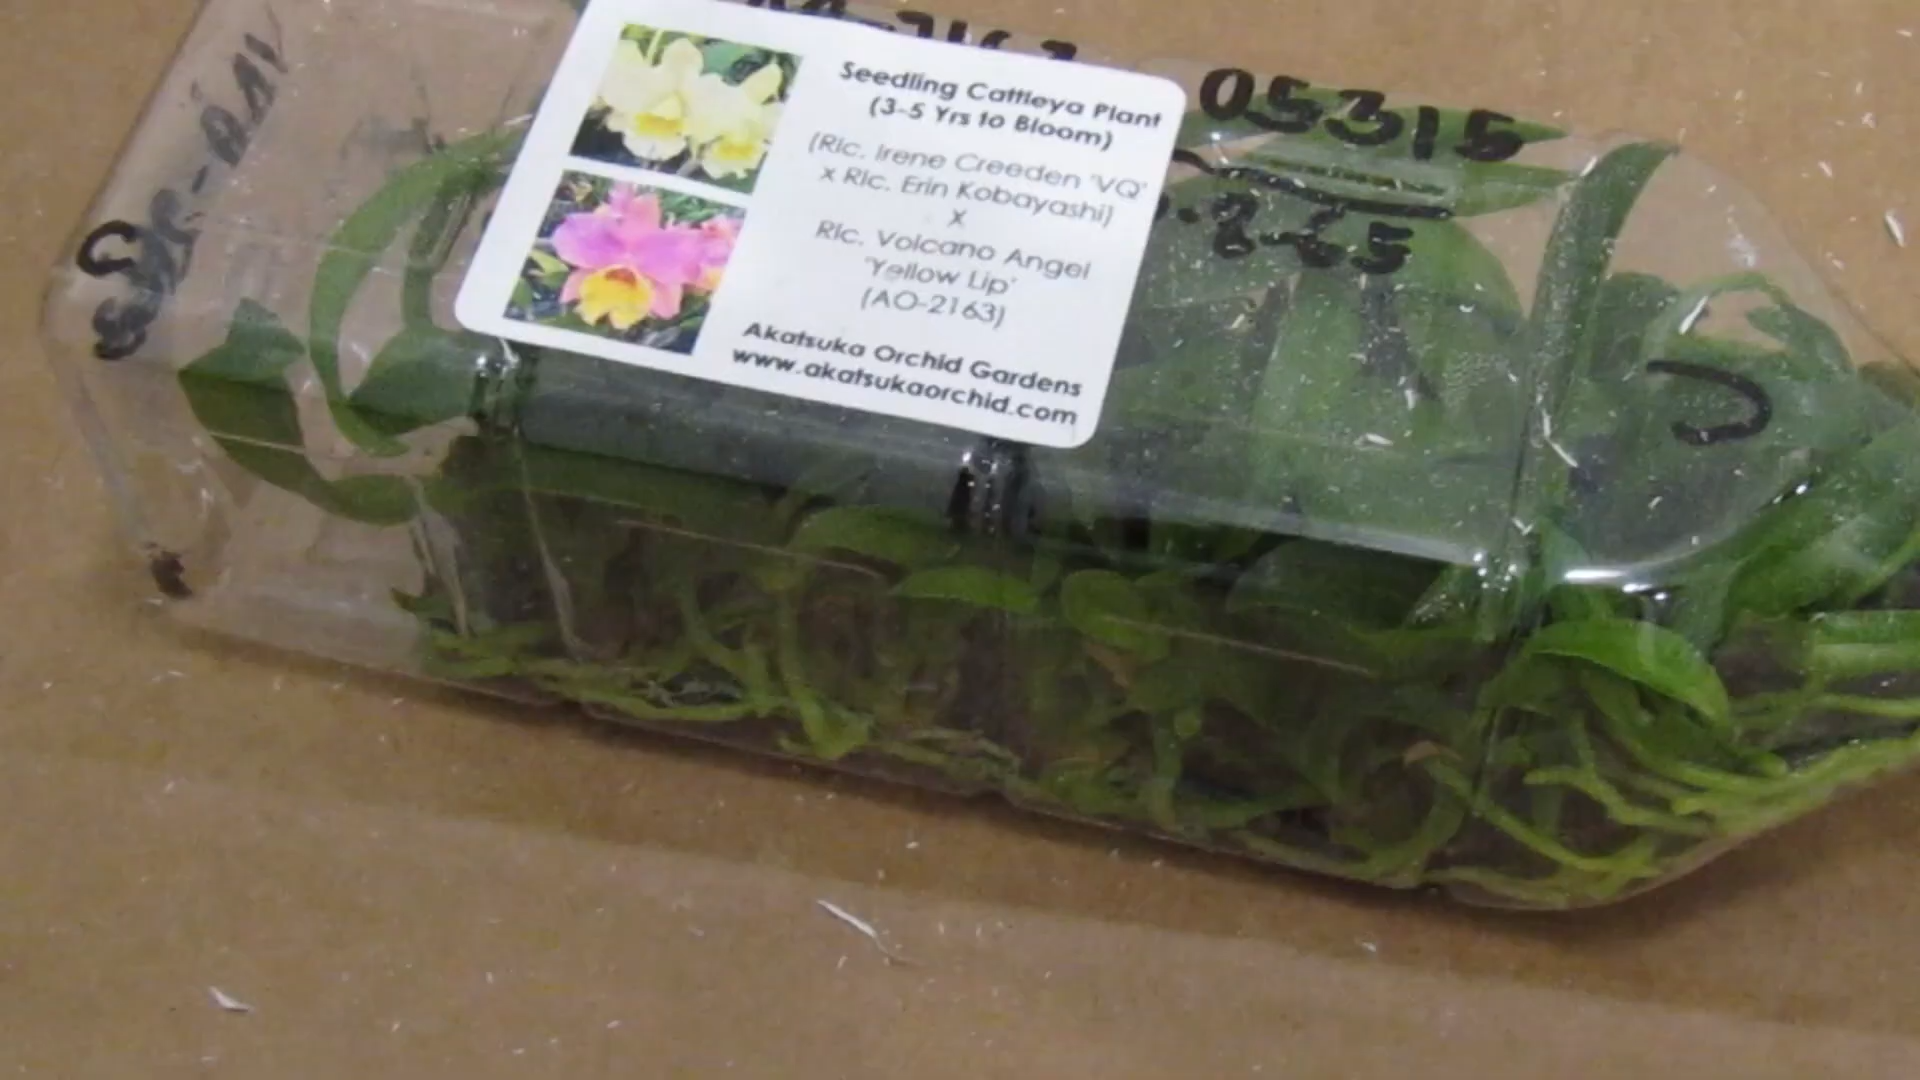 Seedling Cattleya Plant
(3-5 Yrs to Bloom)
(Rlc. Irene Creeden 'VQ'
x Rlc. Erin Kobayashi)
x
Rlc. Volcano Angel
'Yellow Lip'
(AO-2163)
Akatsuka Orchid Gardens
www.akatsukaorchid.com
05315